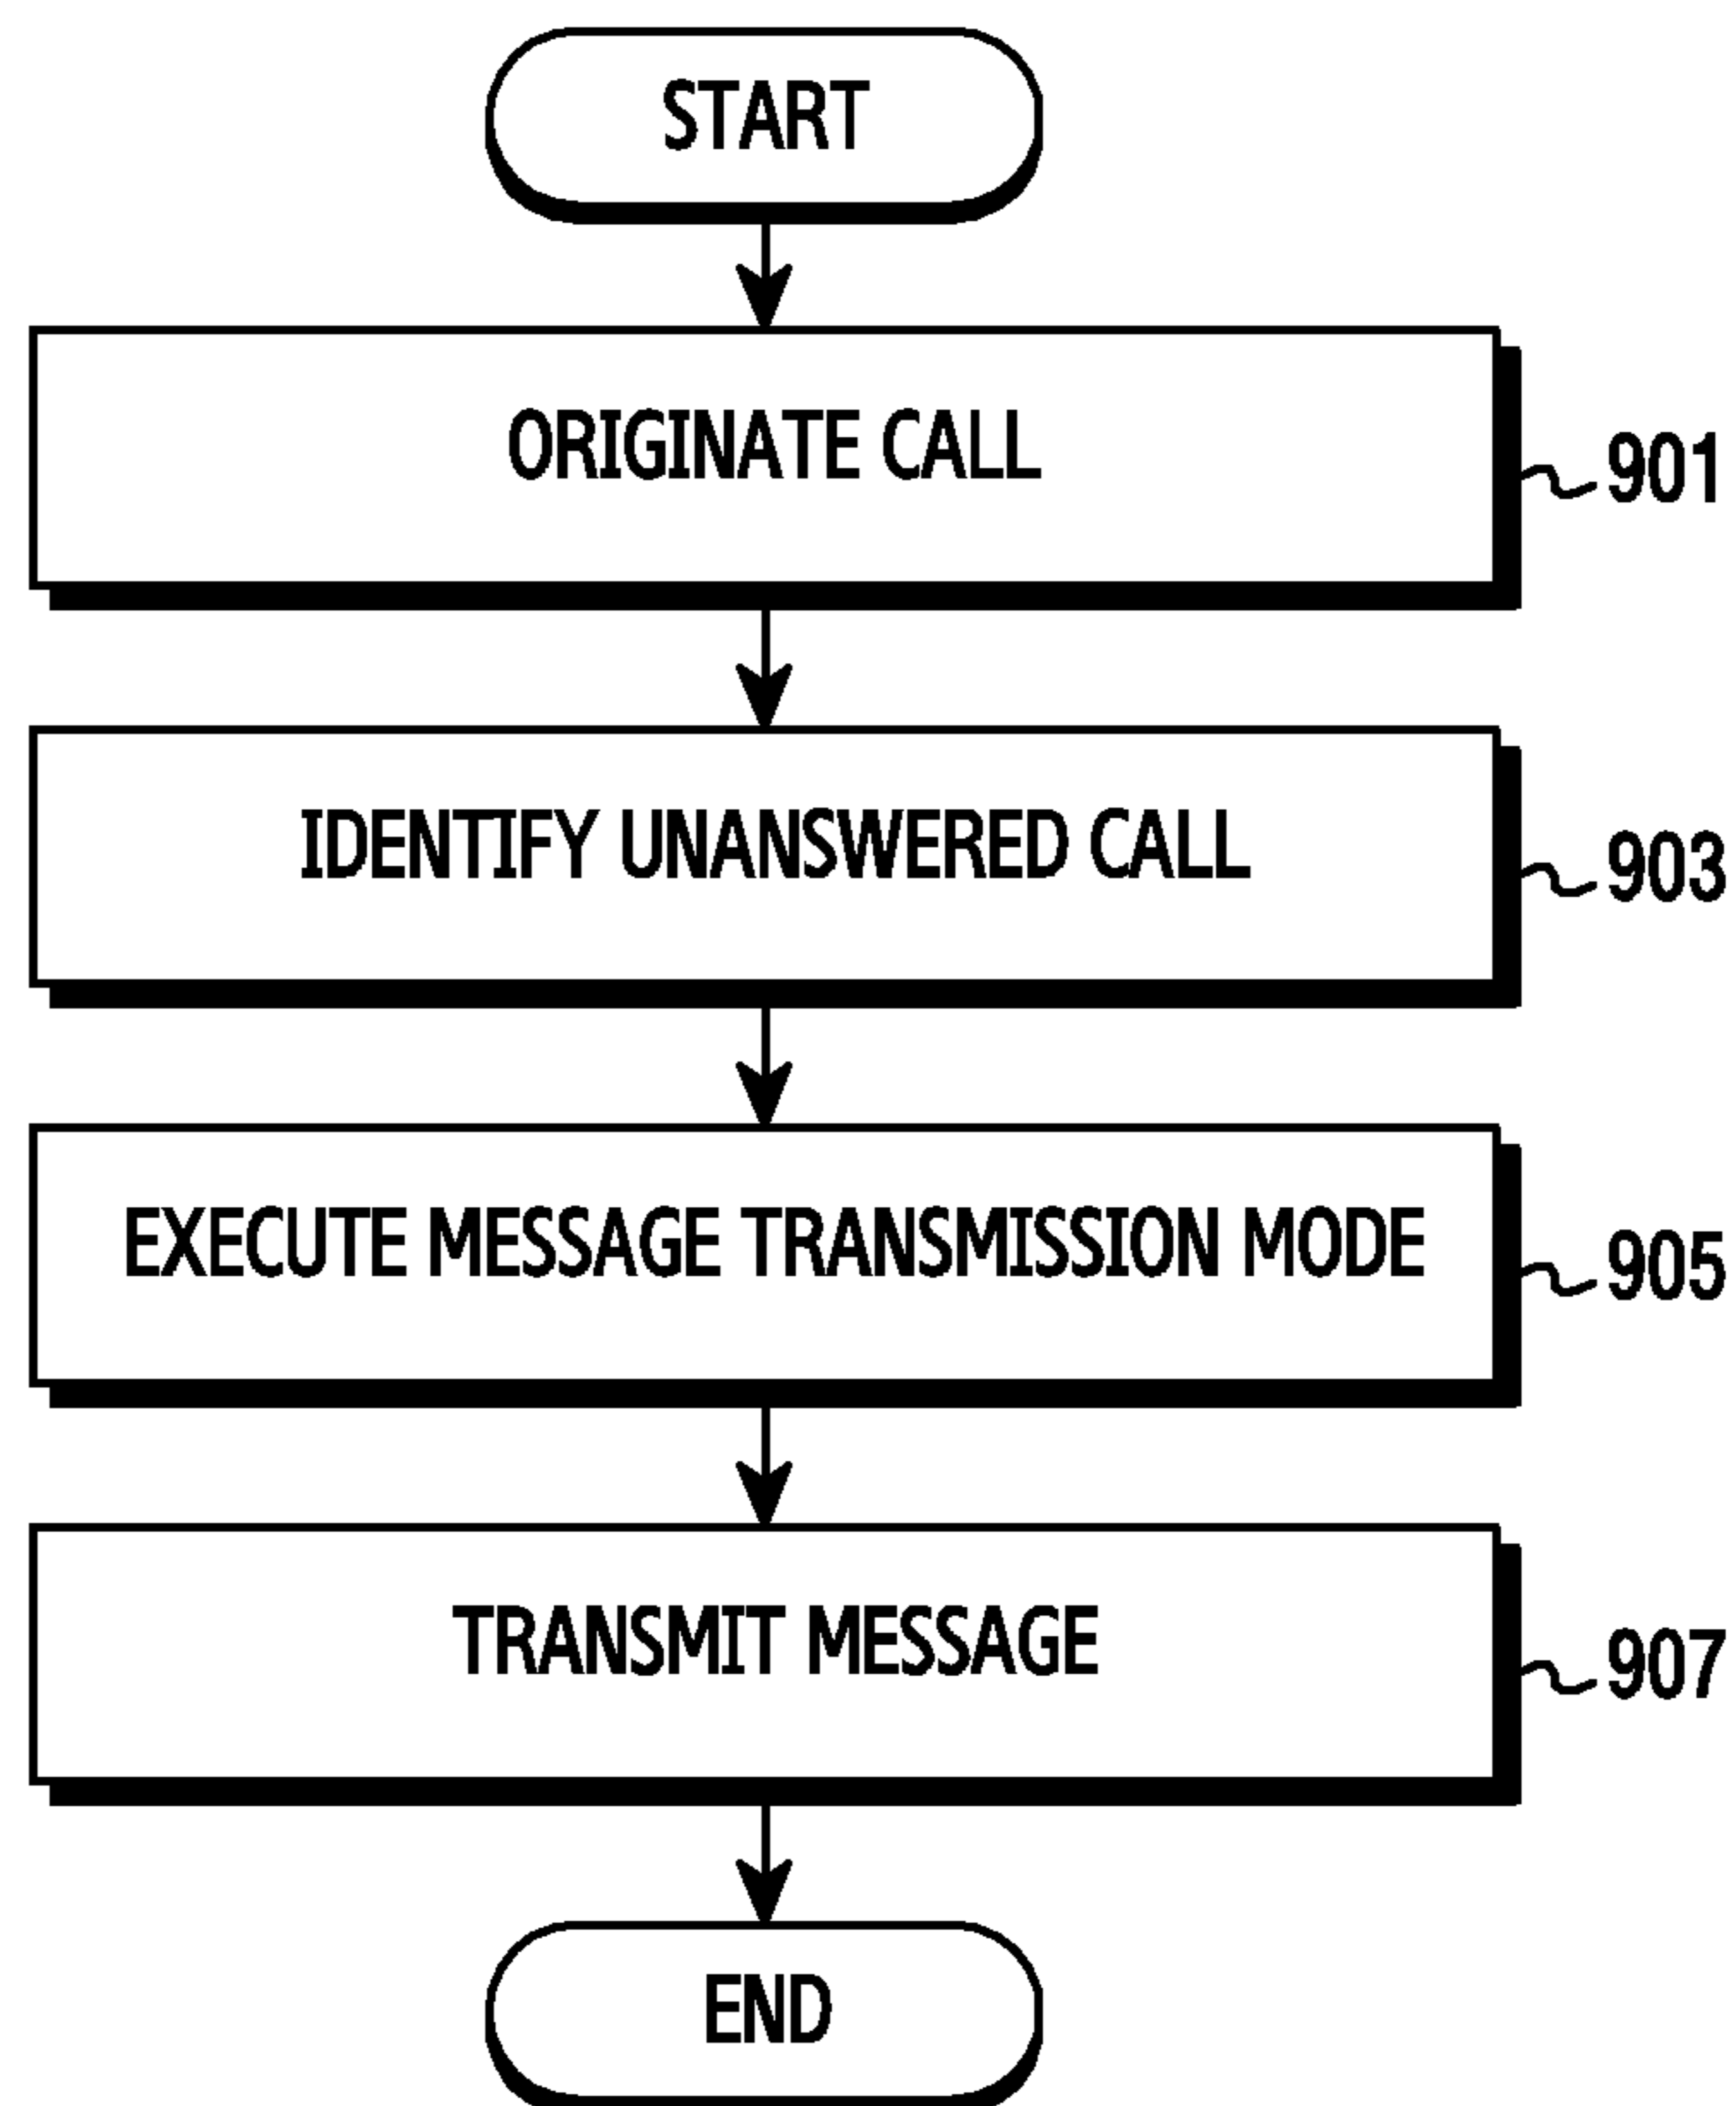 START
ORIGINATE CALL
901
IDENTIFY UNANSWERED CALL
903
EXECUTE MESSAGE TRANSMISSION MODE
905
TRANSMIT MESSAGE
907
END